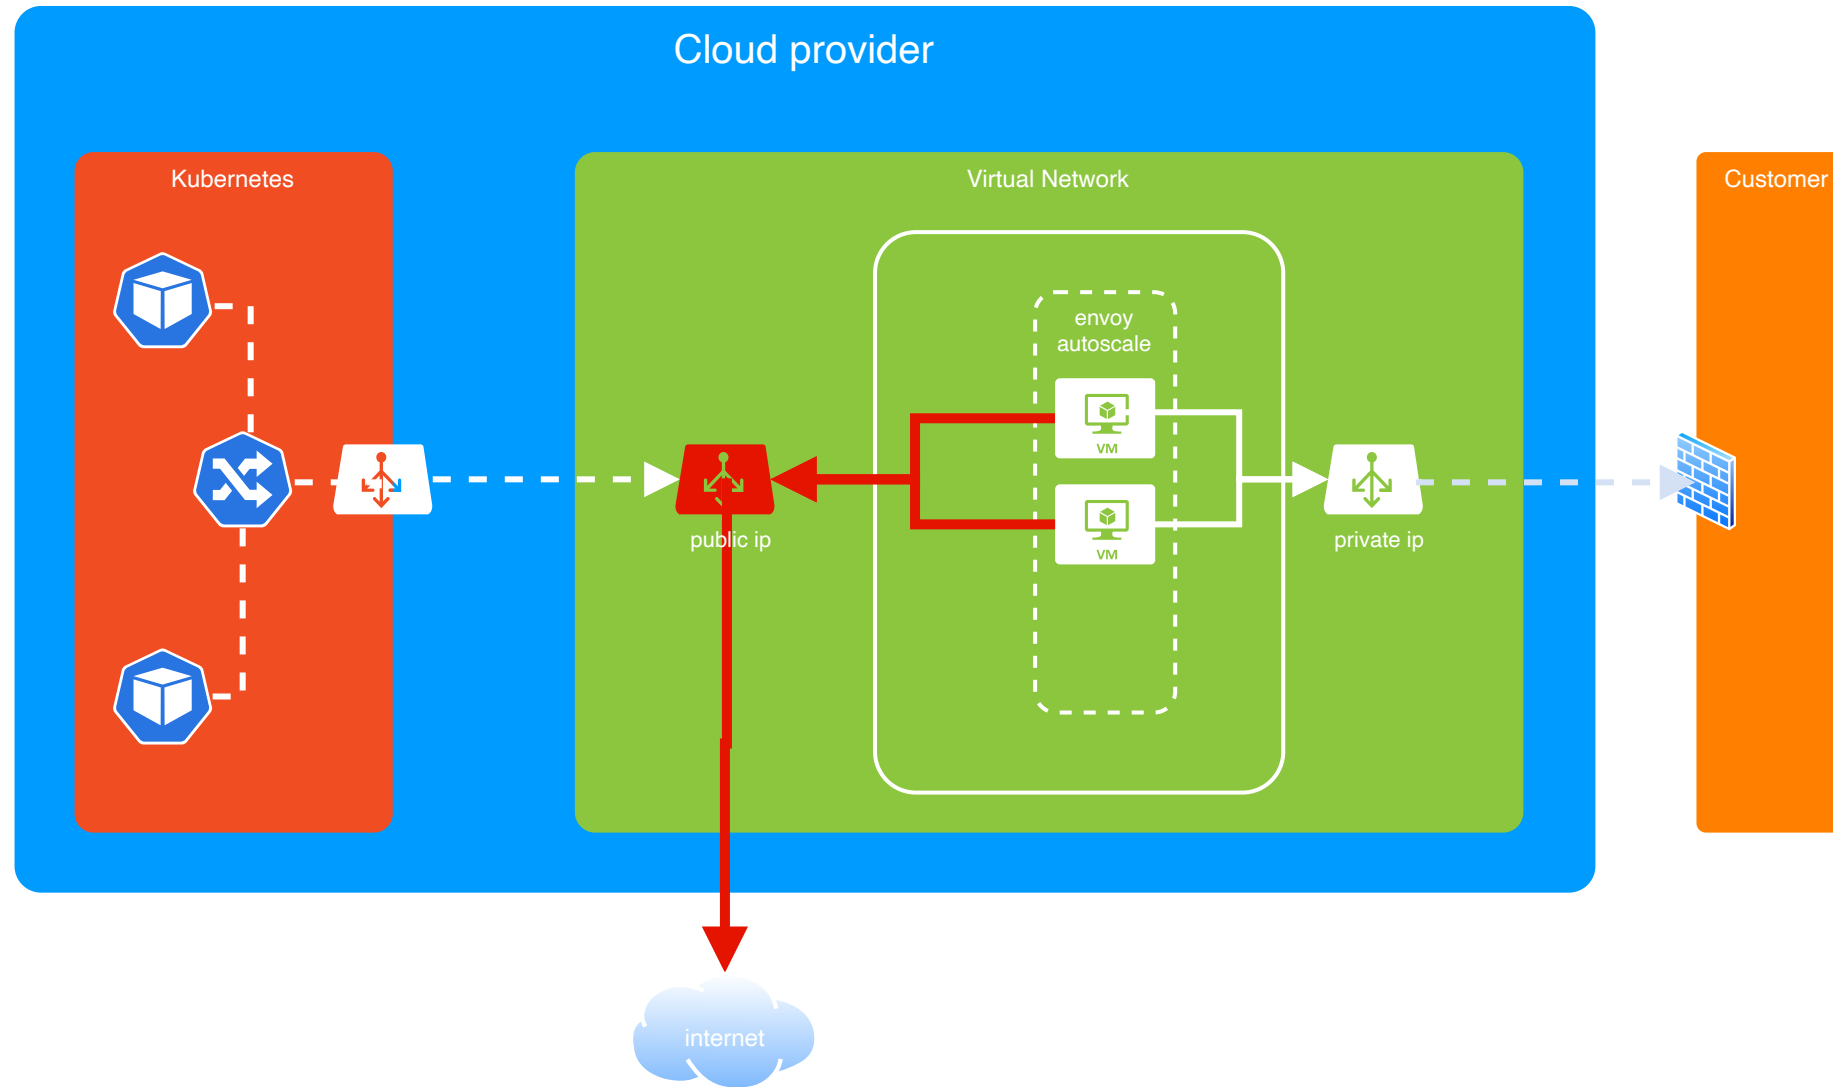 Cloud provider
Kubernetes
Virtual Network
Customer
envoy
autoscale
VM
VM
public ip
private ip
internet